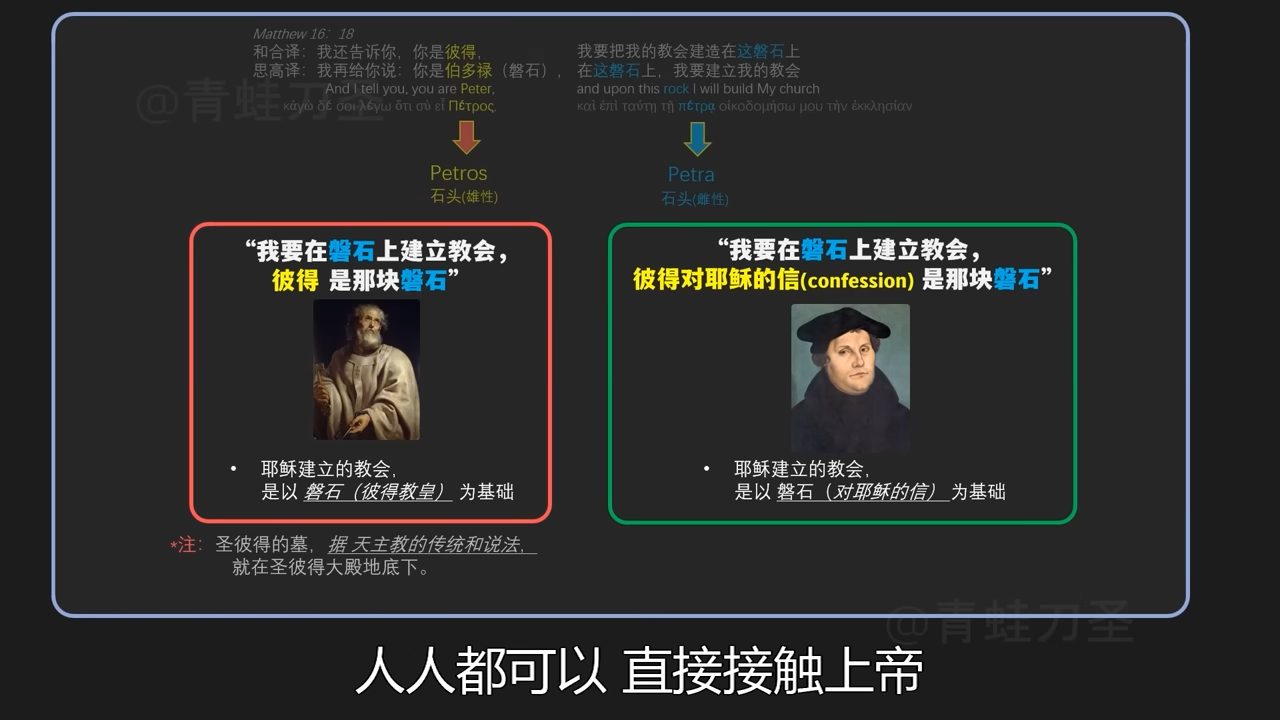 Matthew 16：18
和合译：我还告诉你，你是彼得，
我要把我的教会建造在这磐石上
思高译：我再给你说：你是伯多禄（磐石），
在这磐石上，我要建立我的教会
And I tell you, you are Peter,
and upon this rock I will build My church
κἀγὼ δέ σοι λέγω ὅτι σὺ εἶ Πέτρος,
καὶ ἐπὶ ταύτῃ τῇ πέτρᾳ οἰκοδομήσω μου τὴν ἐκκλησίαν
@青蛙刀圣
Petros
石头(雄性)
Petra
石头(雌性)
“我要在磐石上建立教会，
彼得 是那块磐石”
• 耶稣建立的教会，
是以 磐石（彼得教皇） 为基础
“我要在磐石上建立教会，
彼得对耶稣的信(confession) 是那块磐石”
• 耶稣建立的教会，
是以 磐石（对耶稣的信） 为基础
*注：圣彼得的墓，据 天主教的传统和说法，
就在圣彼得大殿地底下。
@青蛙刀圣
人人都可以 直接接触上帝